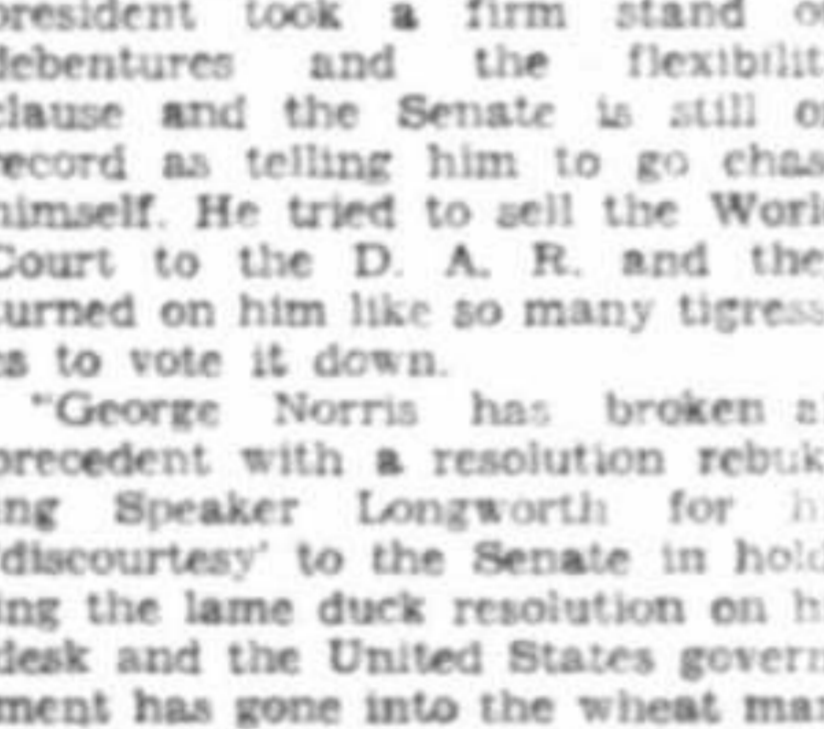 president took a firm stand o
debentures and the flexibilit
clause and the Senate is still o
record as telling him to go chas
himself. He tried to sell the Worl
Court to the D. A. R. and the
turned on him like so many tigress
es to vote it down.
"George Norris has broken al
precedent with a resolution rebuk
ing Speaker Longworth for h
'discourtesy' to the Senate in hold
ing the lame duck resolution on hi
desk and the United States govern
ment has gone into the wheat mar